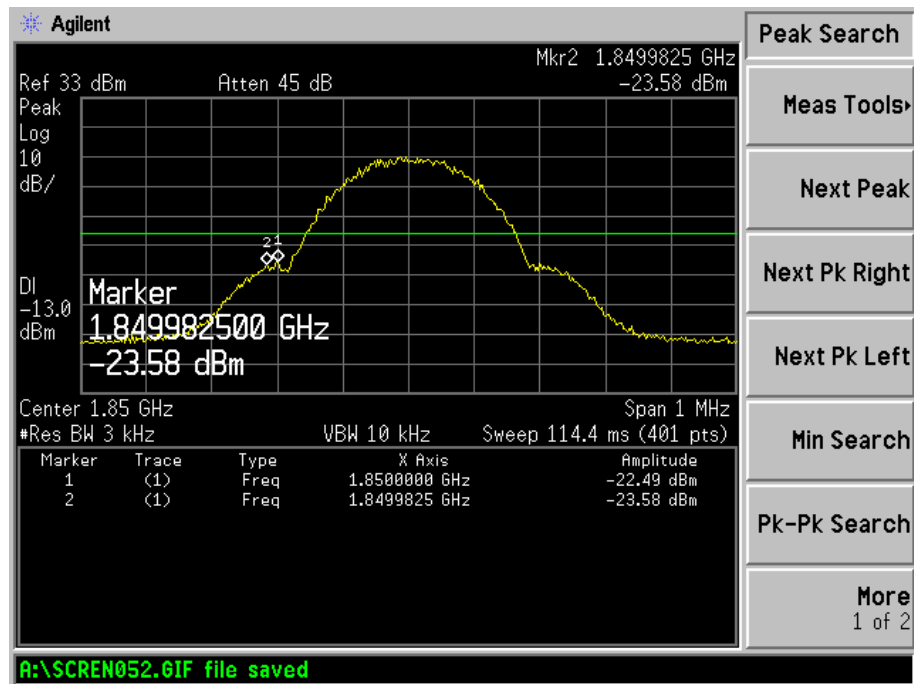 Agilent
Peak Search
Mkr2 1.8499825 GHz
Ref 33 dBm Atten 45 dB -23.58 dBm
Peak
Log
10
dB/
21
DI
-13.0
dBm
Marker
1.849982500 GHz
-23.58 dBm
Center 1.85 GHz Span 1 MHz
#Res BW 3 kHz VBW 10 kHz Sweep 114.4 ms (401 pts)
Marker Trace Type X Axis Amplitude
1 (1) Freq 1.8500000 GHz -22.49 dBm
2 (1) Freq 1.8499825 GHz -23.58 dBm
Meas Tools
Next Peak
Next Pk Right
Next Pk Left
Min Search
Pk-Pk Search
More
1 of 2
A:\SCREN052.GIF file saved